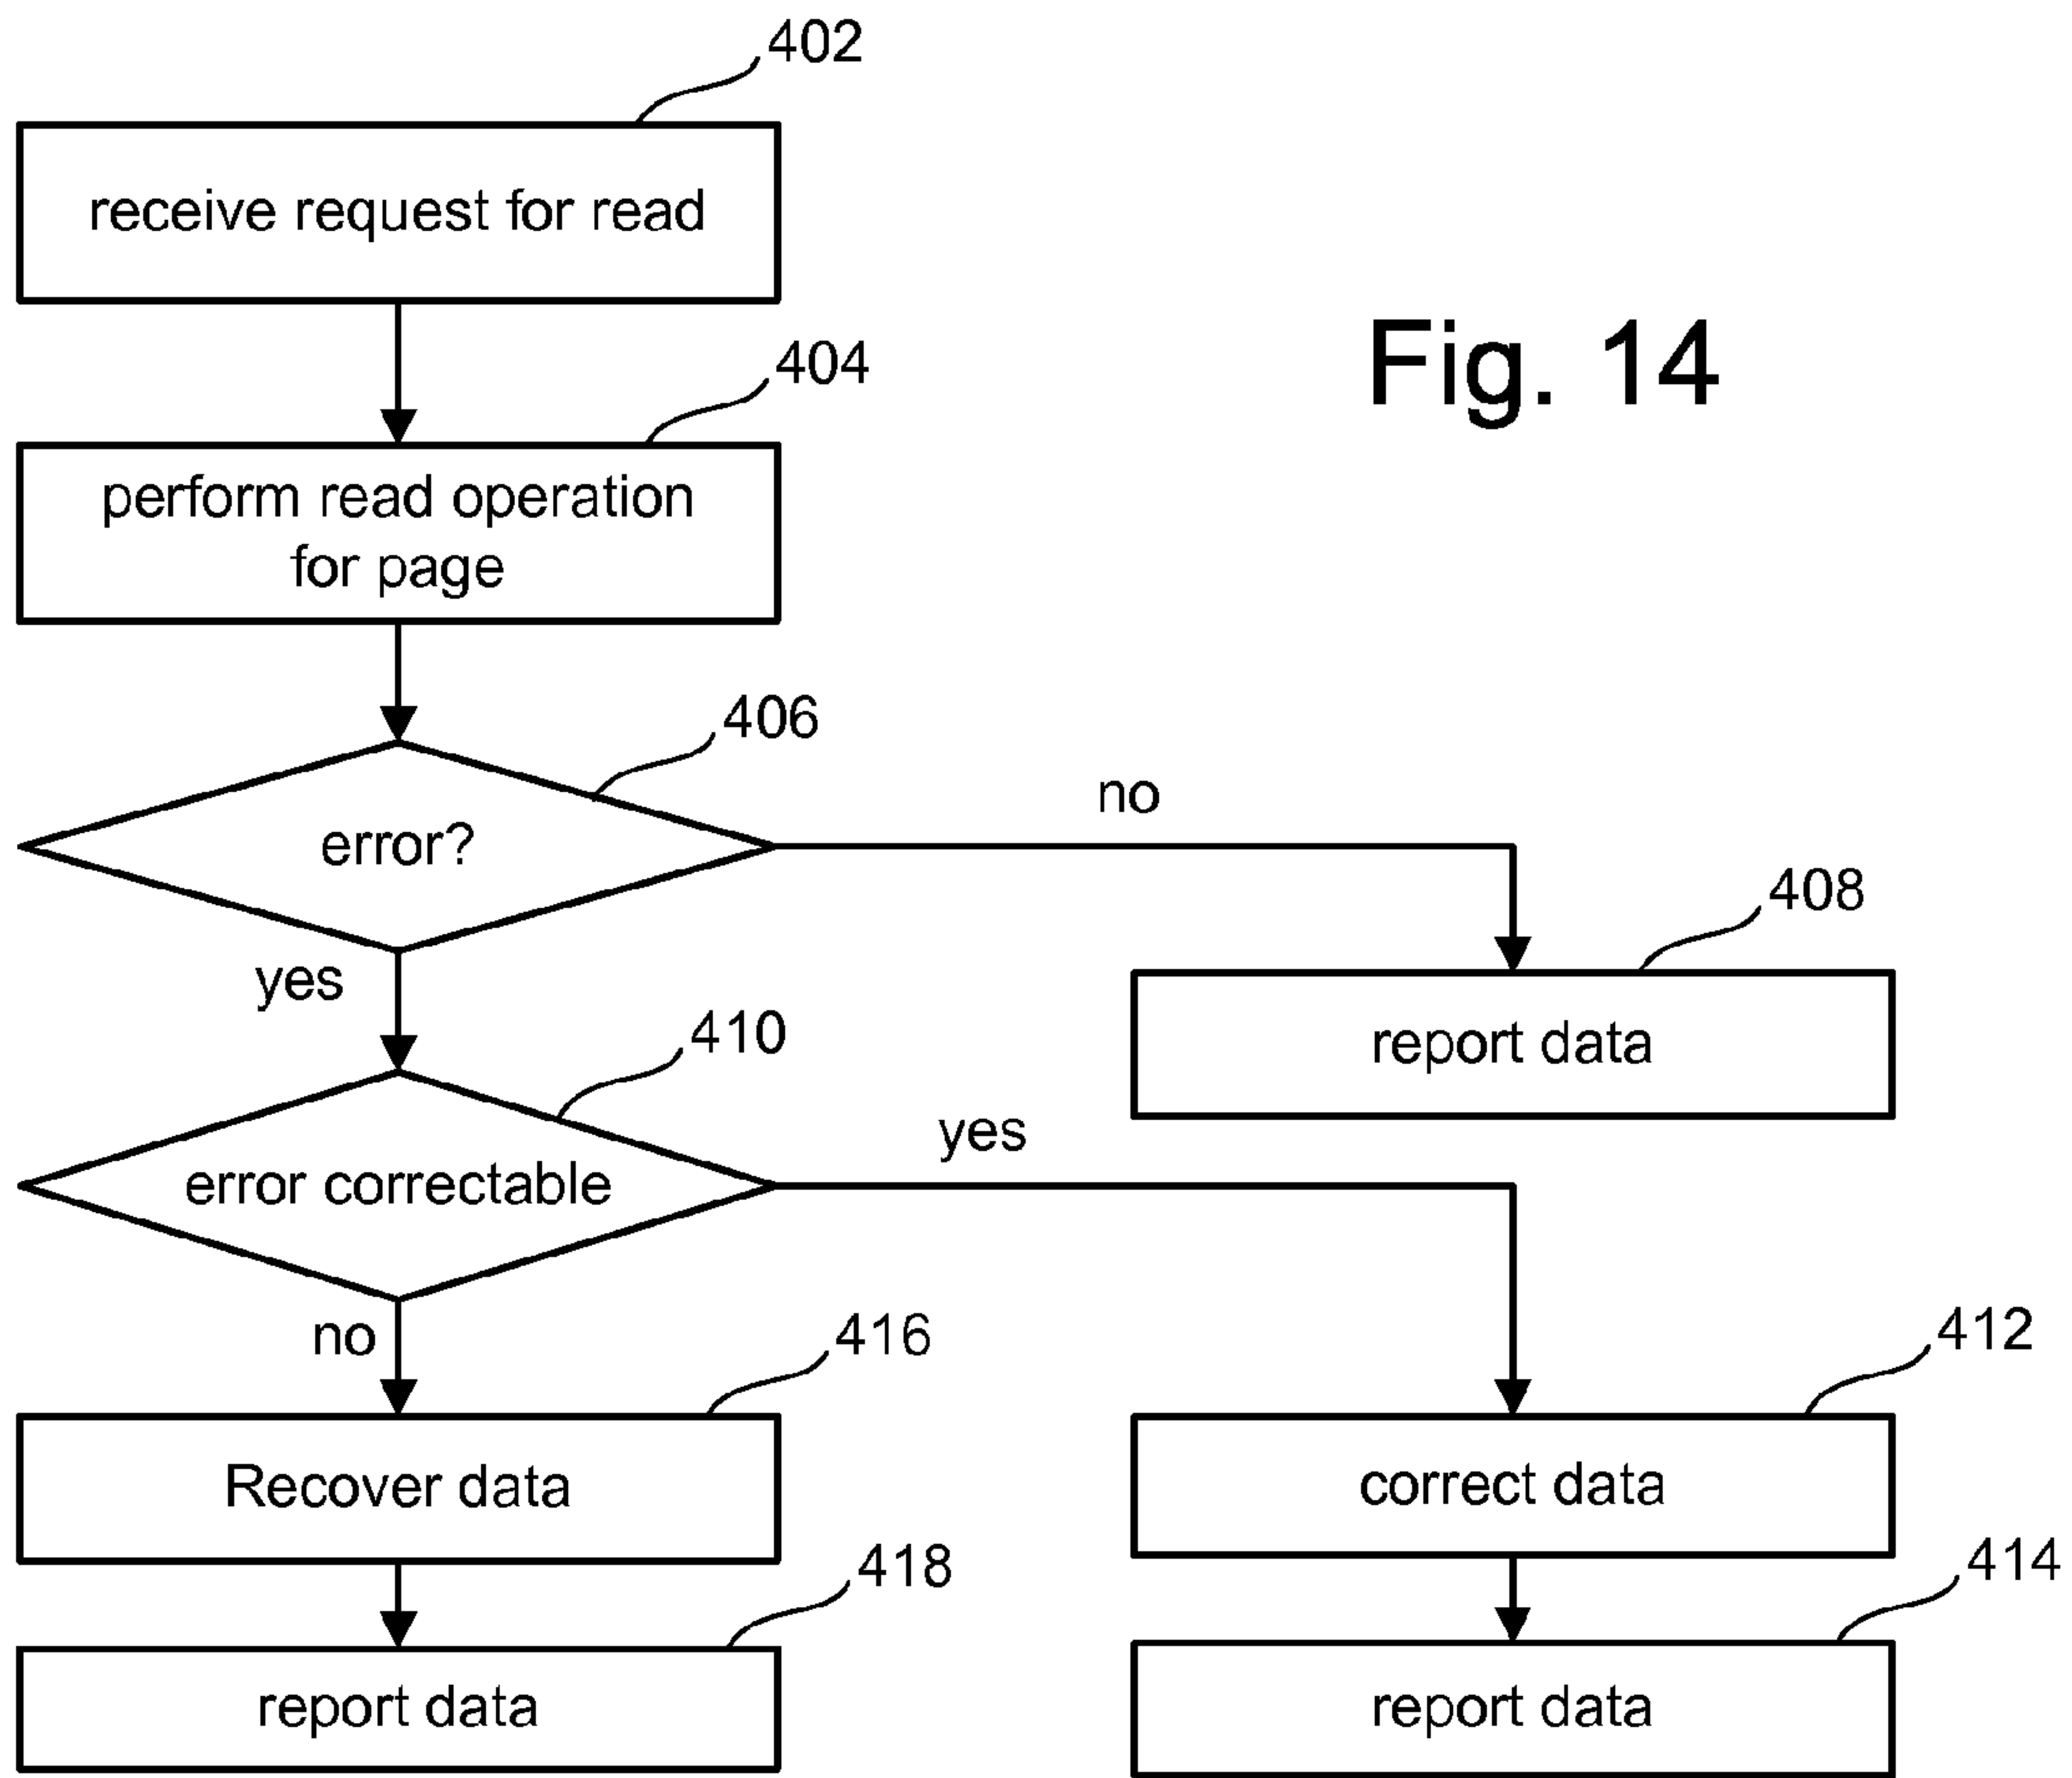 402
receive request for read
Fig. 14
404
perform read operation
for page
406
no
error?
408
yes
report data
410
yes
error correctable
no
416
412
Recover data
correct data
418
414
report data
report data